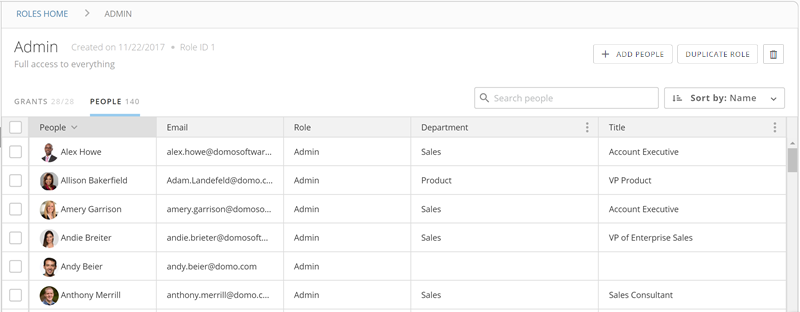 ROLES HOME > ADMIN
Admin Created on 11/22/2017 • Role ID 1
Full access to everything
+ ADD PEOPLE DUPLICATE ROLE
GRANTS 28/28 PEOPLE 140 Search people Sort by: Name
People Email Role Department Title
Alex Howe alex.howe@domosoftwar... Admin Sales Account Executive
Allison Bakerfield Adam.Landefeld@domo.c... Admin Product VP Product
Amery Garrison amery.garrison@domoso... Admin Sales Account Executive
Andie Breiter andie.brieter@domosoft... Admin Sales VP of Enterprise Sales
Andy Beier andy.beier@domo.com Admin
Anthony Merrill anthony.merrill@domo.c... Admin Sales Sales Consultant